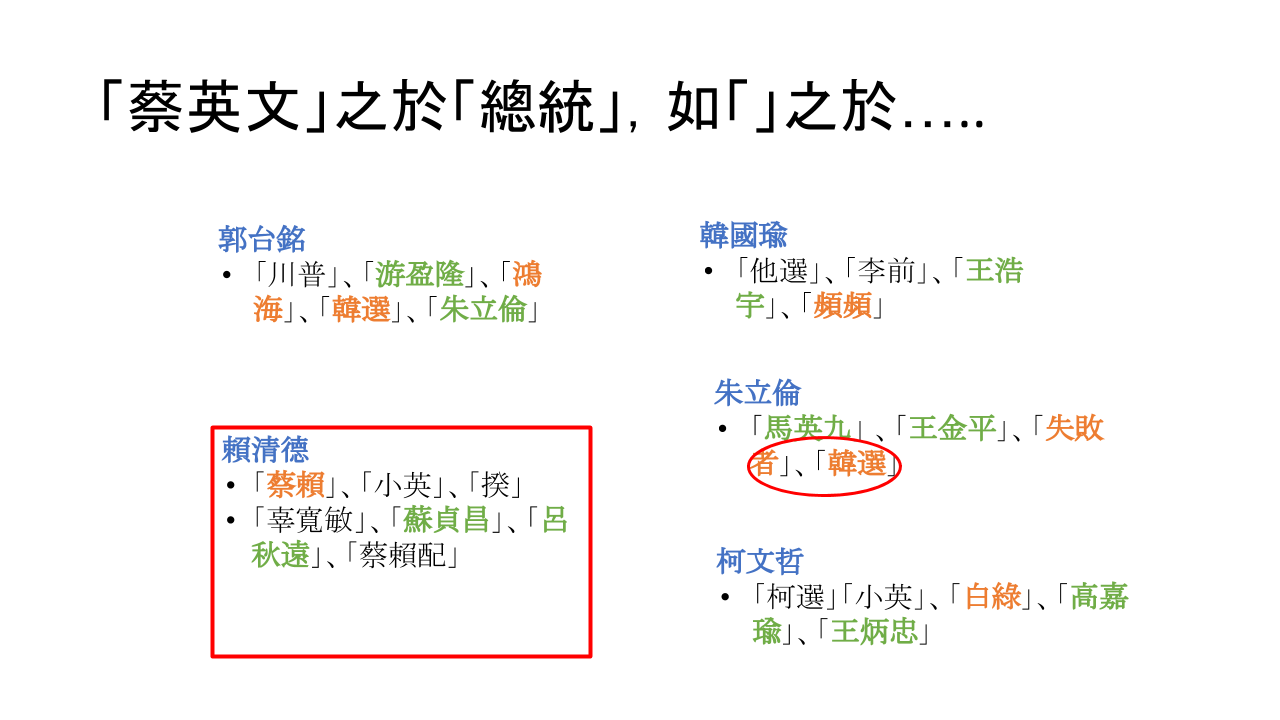 「蔡英文」之於「總統」，如「」之於…..
郭台銘
• 「川普」、「游盈隆」、「鴻
海」、「韓選」、「朱立倫」
賴清德
• 「蔡賴」、「小英」、「揆」
• 「辜寬敏」、「蘇貞昌」、「呂
秋遠」、「蔡賴配」
韓國瑜
• 「他選」、「李前」、「王浩
宇」、「頻頻」
朱立倫
• 「馬英九」、「王金平」、「失敗
者」、「韓選」
柯文哲
• 「柯選」「小英」、「白綠」、「高嘉
瑜」、「王炳忠」